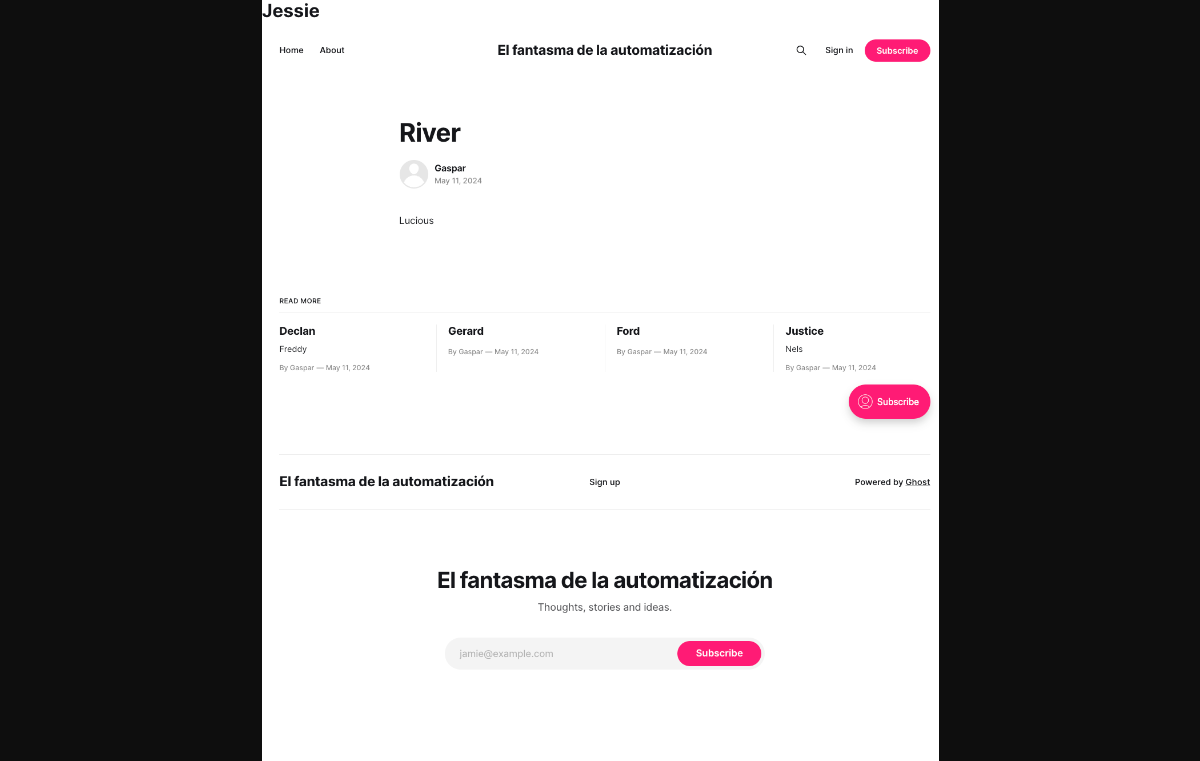 Jessie
Home About El fantasma de la automatización Sign in Subscribe
River
Gaspar
May 11, 2024
Lucious
READ MORE
Declan
Freddy
By Gaspar — May 11, 2024
Gerard
By Gaspar — May 11, 2024
Ford
By Gaspar — May 11, 2024
Justice
Nels
By Gaspar — May 11, 2024
Subscribe
El fantasma de la automatización Sign up Powered by Ghost
El fantasma de la automatización
Thoughts, stories and ideas.
jamie@example.com Subscribe